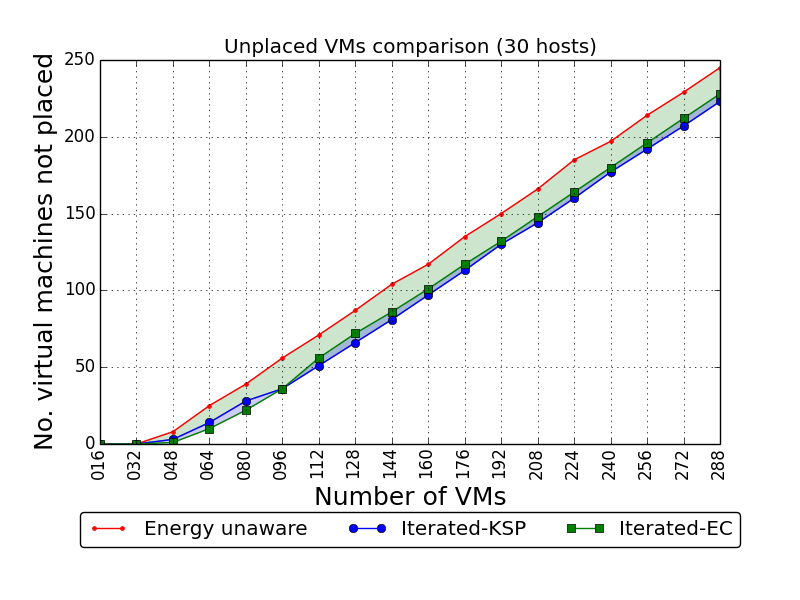 Unplaced VMs comparison (30 hosts)
No. virtual machines not placed
250
200
150
100
50
0
016 032 048 064 080 096 112 128 144 160 176 192 208 224 240 256 272 288
Number of VMs
Energy unaware Iterated-KSP Iterated-EC